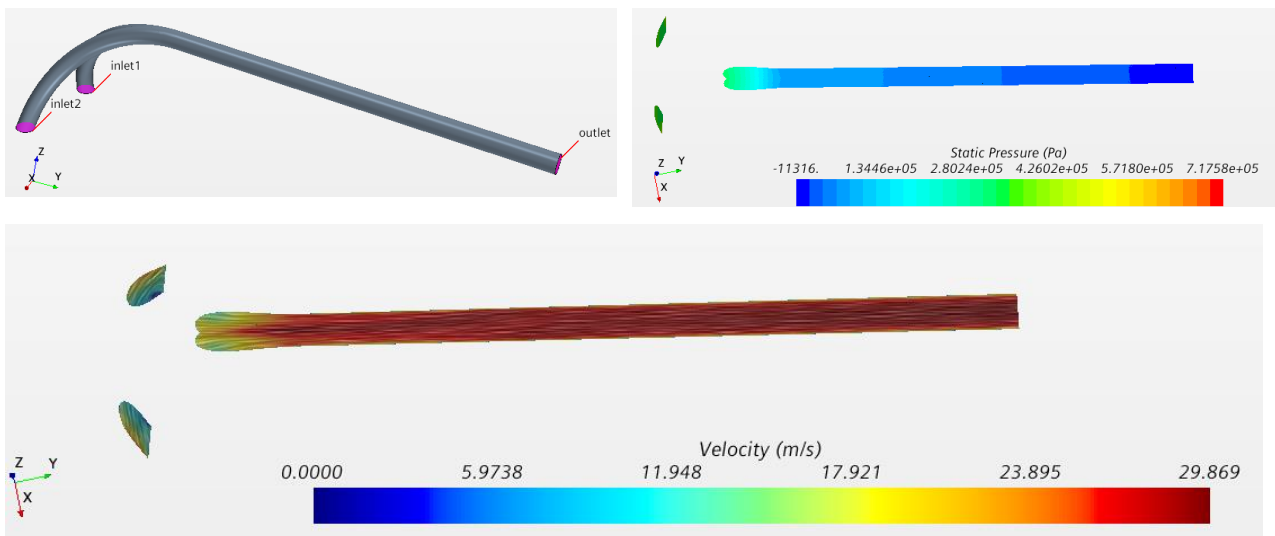 inlet1
inlet2
outlet
Z
X
Y
Static Pressure (Pa)
-11316. 1.3446e+05 2.8024e+05 4.2602e+05 5.7180e+05 7.1758e+05
Z
Y
X
Velocity (m/s)
0.0000 5.9738 11.948 17.921 23.895 29.869
Z
Y
X